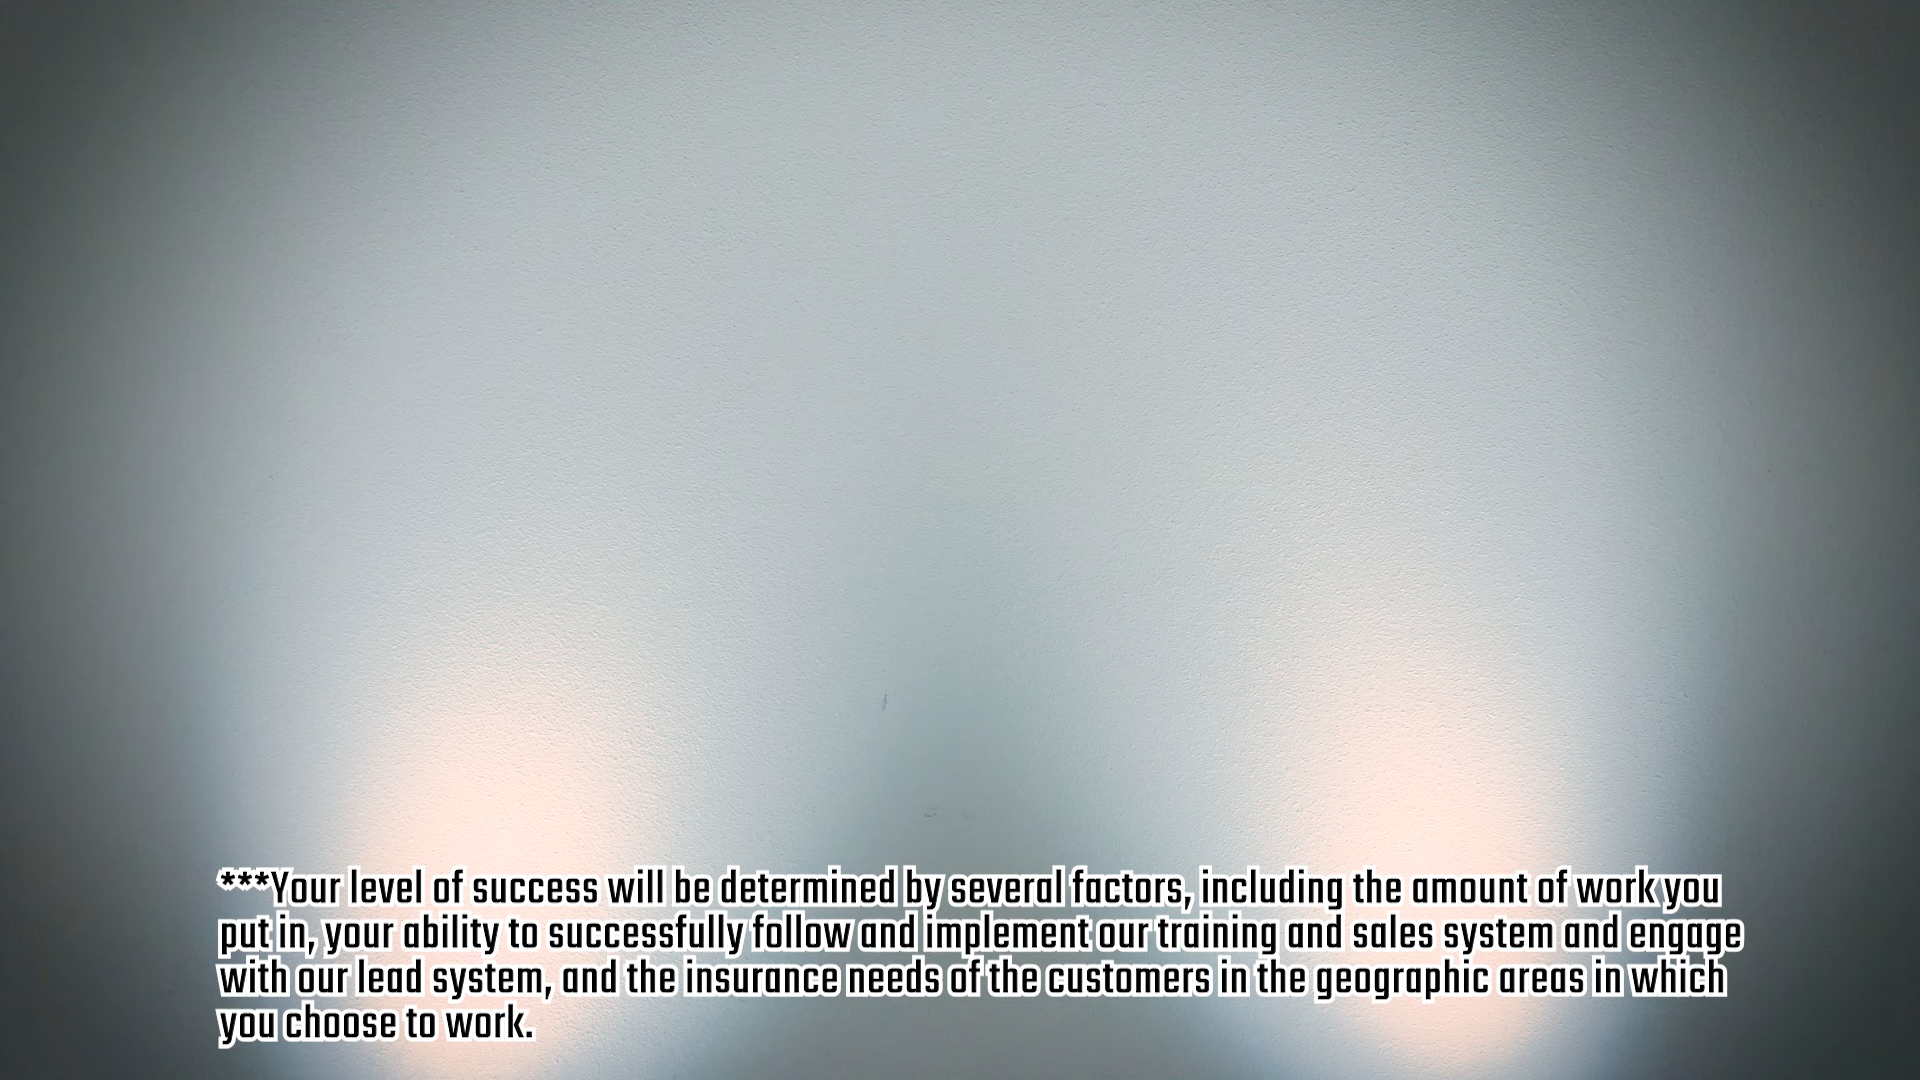 ***Your level of success will be determined by several factors, including the amount of work you
put in, your ability to successfully follow and implement our training and sales system and engage
with our lead system, and the insurance needs of the customers in the geographic areas in which
you choose to work.